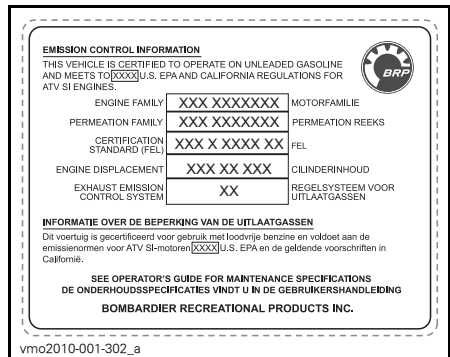 EMISSION CONTROL INFORMATION
THIS VEHICLE IS CERTIFIED TO OPERATE ON UNLEADED GASOLINE
AND MEETS TO XXXX U.S. EPA AND CALIFORNIA REGULATIONS FOR
ATV SI ENGINES.
BRP
ENGINE FAMILY XXX XXXXXXX MOTORFAMILIE
PERMEATION FAMILY XXX XXXXXXX PERMEATION REEKS
CERTIFICATION
STANDARD (FEL) XXX X XXXX XX FEL
ENGINE DISPLACEMENT XXX XX XXX CILINDERINHOUD
EXHAUST EMISSION
CONTROL SYSTEM XX REGELSYSTEEM VOOR
UITLAATGASSEN
INFORMATIE OVER DE BEPERKING VAN DE UITLAATGASSEN
Dit voertuig is gecertificeerd voor gebruik met loodvrije benzine en voldoet aan de
emissienormen voor ATV SI-motoren XXXX U.S. EPA en de geldende voorschriften in
Californië.
SEE OPERATOR'S GUIDE FOR MAINTENANCE SPECIFICATIONS
DE ONDERHOUDSSPECIFICATIES VINDT U IN DE GEBRUIKERSHANDLEIDING
BOMBARDIER RECREATIONAL PRODUCTS INC.
vmo2010-001-302_a